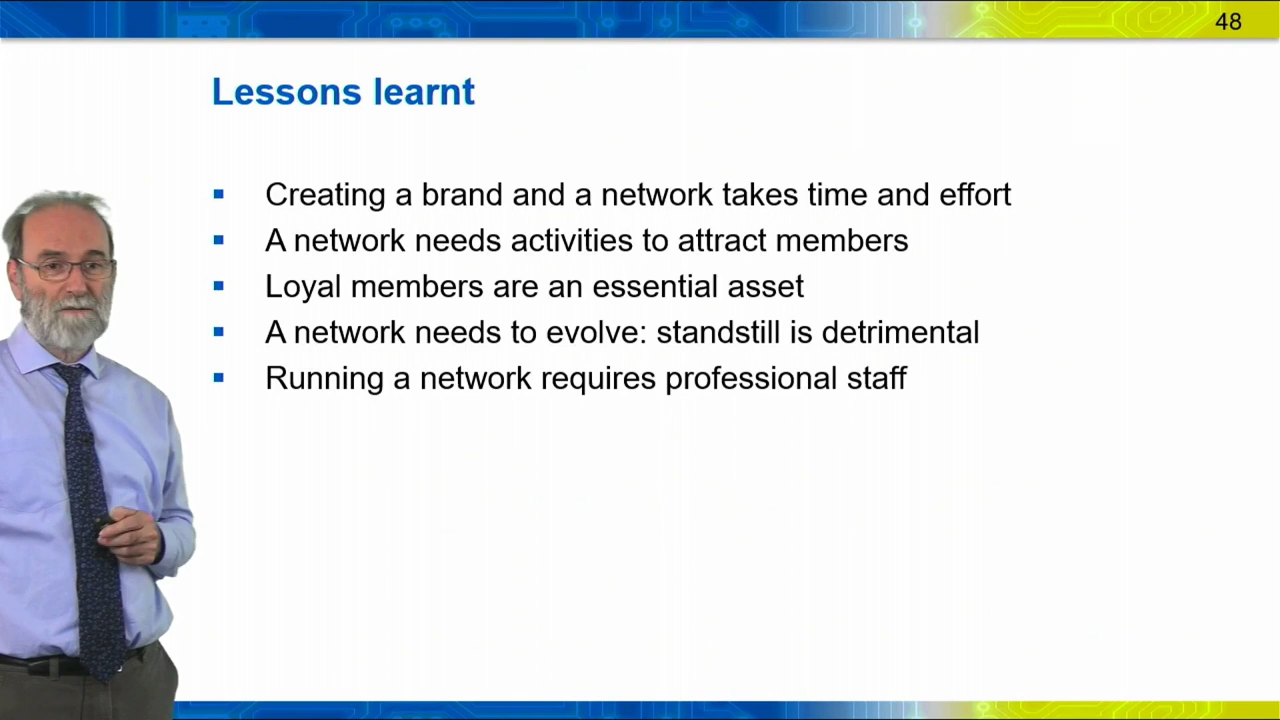 48
Lessons learnt
▪ Creating a brand and a network takes time and effort
▪ A network needs activities to attract members
▪ Loyal members are an essential asset
▪ A network needs to evolve: standstill is detrimental
▪ Running a network requires professional staff